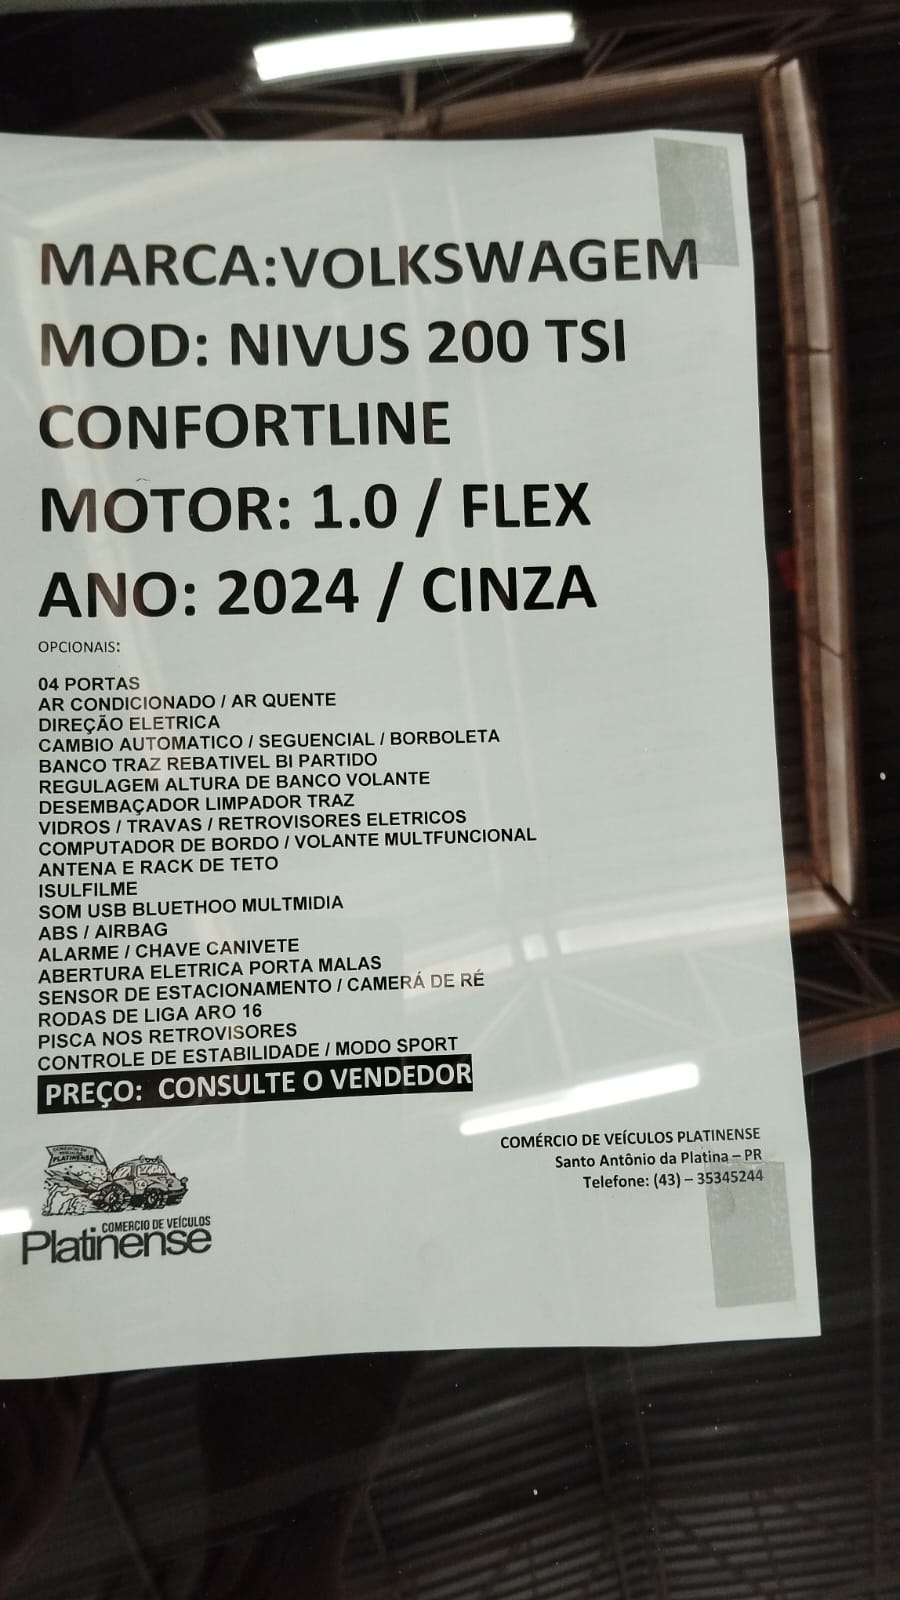 MARCA:VOLKSWAGEM
MOD: NIVUS 200 TSI
CONFORTLINE
MOTOR: 1.0 / FLEX
ANO: 2024 / CINZA
OPCIONAIS:
04 PORTAS
AR CONDICIONADO / AR QUENTE
DIREÇÃO ELETRICA
CAMBIO AUTOMATICO / SEGUENCIAL / BORBOLETA
BANCO TRAZ REBATIVEL BI PARTIDO
REGULAGEM ALTURA DE BANCO VOLANTE
DESEMBAÇADOR LIMPADOR TRAZ
VIDROS / TRAVAS / RETROVISORES ELETRICOS
COMPUTADOR DE BORDO / VOLANTE MULTFUNCIONAL
ANTENA E RACK DE TETO
ISULFILME
SOM USB BLUETHOO MULTMIDIA
ABS / AIRBAG
ALARME / CHAVE CANIVETE
ABERTURA ELETRICA PORTA MALAS
SENSOR DE ESTACIONAMENTO / CAMERÁ DE RÉ
RODAS DE LIGA ARO 16
PISCA NOS RETROVISORES
CONTROLE DE ESTABILIDADE / MODO SPORT
PREÇO: CONSULTE O VENDEDOR
COMÉRCIO DE VEÍCULOS PLATINENSE
Santo Antônio da Platina – PR
Telefone: (43) – 35345244
COMERCIO DE VEÍCULOS
PLATINENSE
COMERCIO DE VEÍCULOS
Platinense